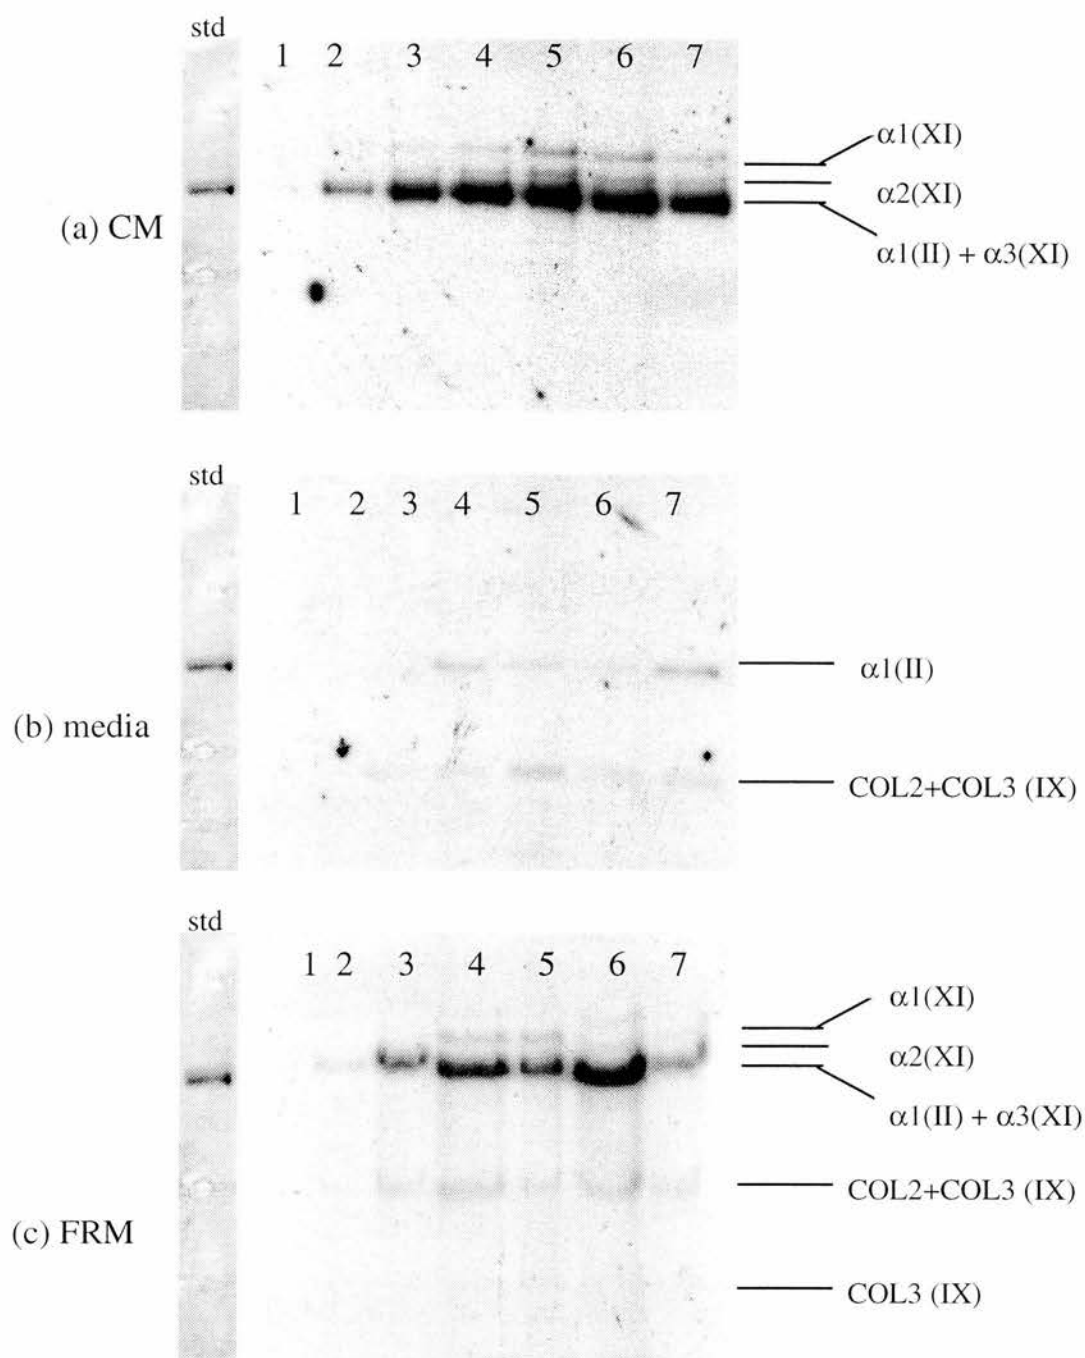 std
1 2 3 4 5 6 7
α1(XI)
α2(XI)
(a) CM
α1(II) + α3(XI)
std
1 2 3 4 5 6 7
α1(II)
(b) media
COL2+COL3 (IX)
std
1 2 3 4 5 6 7
α1(XI)
α2(XI)
α1(II) + α3(XI)
COL2+COL3 (IX)
(c) FRM
COL3 (IX)